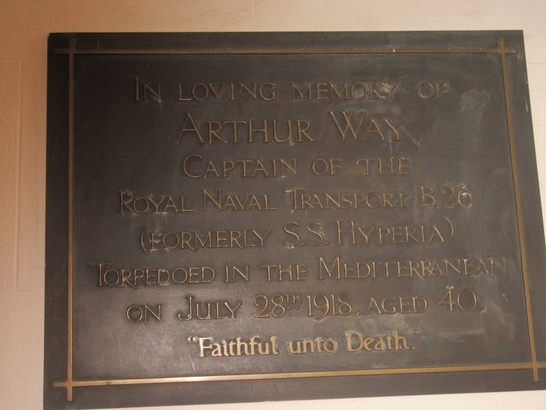 IN LOVING MEMORY OF
ARTHUR WAY
CAPTAIN OF THE
ROYAL NAVAL TRANSPORT B.26
(FORMERLY S.S. HYPERIA)
TORPEDOED IN THE MEDITERRANEAN
ON JULY 28TH 1918. AGED 40.
"Faithful unto Death."